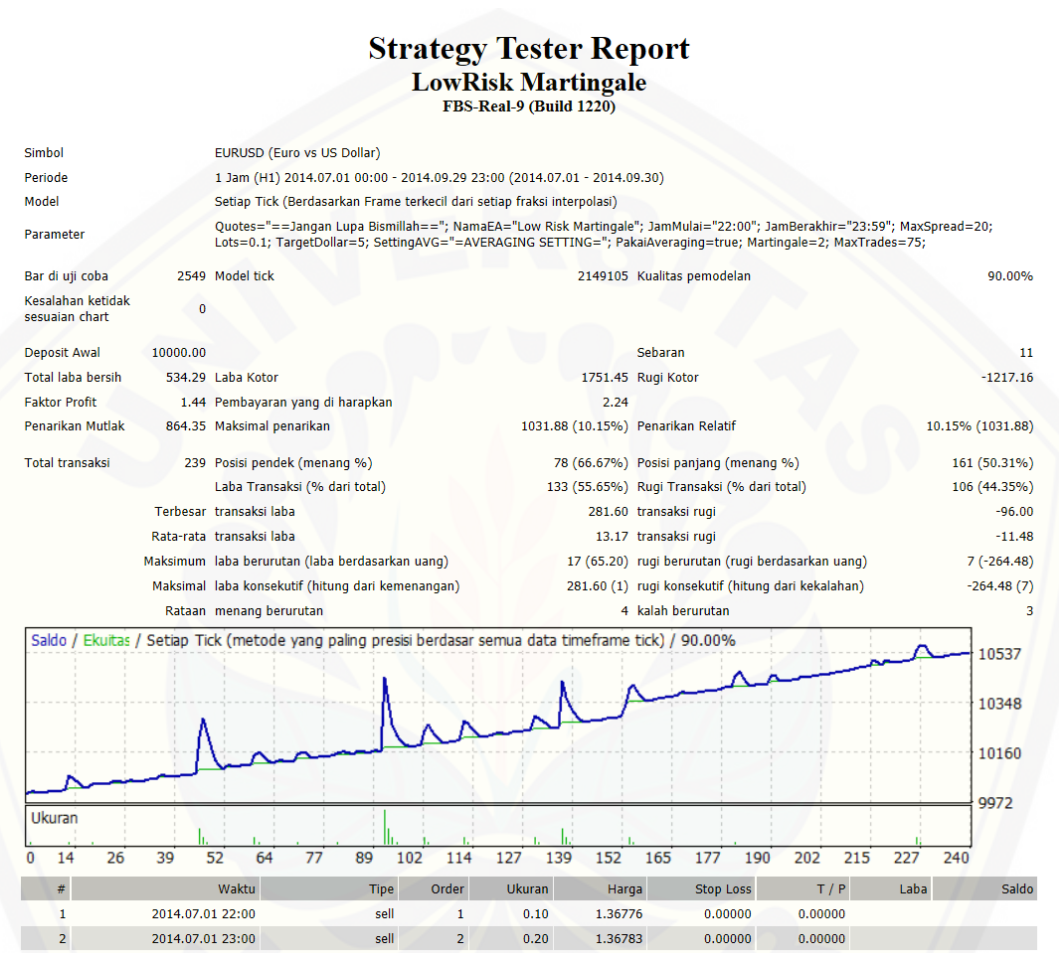 Strategy Tester Report
LowRisk Martingale
FBS-Real-9 (Build 1220)
Simbol EURUSD (Euro vs US Dollar)
Periode 1 Jam (H1) 2014.07.01 00:00 - 2014.09.29 23:00 (2014.07.01 - 2014.09.30)
Model Setiap Tick (Berdasarkan Frame terkecil dari setiap fraksi interpolasi)
Parameter Quotes="==Jangan Lupa Bismillah=="; NamaEA="Low Risk Martingale"; JamMulai="22:00"; JamBerakhir="23:59"; MaxSpread=20;
Lots=0.1; TargetDollar=5; SettingAVG="=AVERAGING SETTING="; PakaiAveraging=true; Martingale=2; MaxTrades=75;
Bar di uji coba 2549 Model tick 2149105 Kualitas pemodelan 90.00%
Kesalahan ketidak
sesuaian chart 0
Deposit Awal 10000.00 Sebaran 11
Total laba bersih 534.29 Laba Kotor 1751.45 Rugi Kotor -1217.16
Faktor Profit 1.44 Pembayaran yang di harapkan 2.24
Penarikan Mutlak 864.35 Maksimal penarikan 1031.88 (10.15%) Penarikan Relatif 10.15% (1031.88)
Total transaksi 239 Posisi pendek (menang %) 78 (66.67%) Posisi panjang (menang %) 161 (50.31%)
Laba Transaksi (% dari total) 133 (55.65%) Rugi Transaksi (% dari total) 106 (44.35%)
Terbesar transaksi laba 281.60 transaksi rugi -96.00
Rata-rata transaksi laba 13.17 transaksi rugi -11.48
Maksimum laba berurutan (laba berdasarkan uang) 17 (65.20) rugi berurutan (rugi berdasarkan uang) 7 (-264.48)
Maksimal laba konsekutif (hitung dari kemenangan) 281.60 (1) rugi konsekutif (hitung dari kekalahan) -264.48 (7)
Rataan menang berurutan 4 kalah berurutan 3
Saldo / Ekuitas / Setiap Tick (metode yang paling presisi berdasar semua data timeframe tick) / 90.00%
10537
10348
10160
9972
Ukuran
0 14 26 39 52 64 77 89 102 114 127 139 152 165 177 190 202 215 227 240
# Waktu Tipe Order Ukuran Harga Stop Loss T / P Laba Saldo
1 2014.07.01 22:00 sell 1 0.10 1.36776 0.00000 0.00000
2 2014.07.01 23:00 sell 2 0.20 1.36783 0.00000 0.00000
UNIVERSITAS